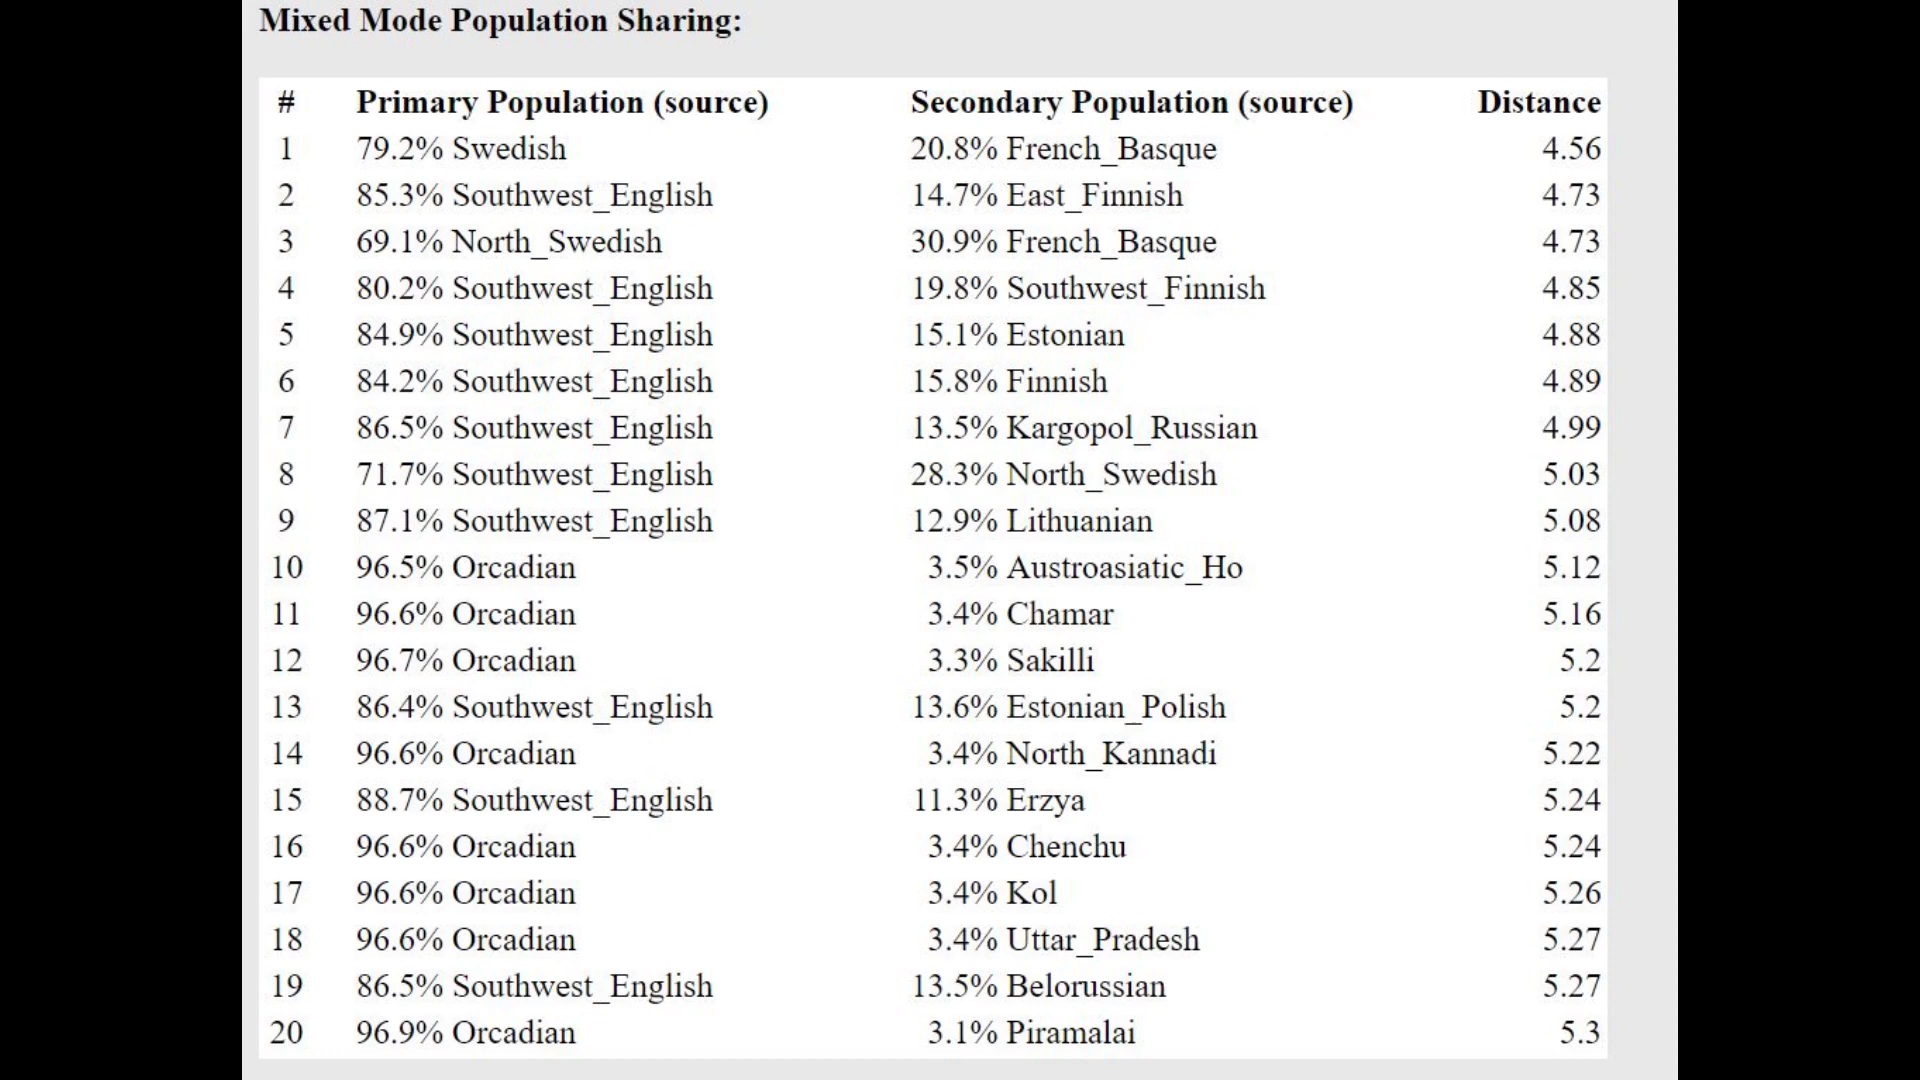 Mixed Mode Population Sharing:
# Primary Population (source) Secondary Population (source) Distance
1 79.2% Swedish 20.8% French_Basque 4.56
2 85.3% Southwest_English 14.7% East_Finnish 4.73
3 69.1% North_Swedish 30.9% French_Basque 4.73
4 80.2% Southwest_English 19.8% Southwest_Finnish 4.85
5 84.9% Southwest_English 15.1% Estonian 4.88
6 84.2% Southwest_English 15.8% Finnish 4.89
7 86.5% Southwest_English 13.5% Kargopol_Russian 4.99
8 71.7% Southwest_English 28.3% North_Swedish 5.03
9 87.1% Southwest_English 12.9% Lithuanian 5.08
10 96.5% Orcadian 3.5% Austroasiatic_Ho 5.12
11 96.6% Orcadian 3.4% Chamar 5.16
12 96.7% Orcadian 3.3% Sakilli 5.2
13 86.4% Southwest_English 13.6% Estonian_Polish 5.2
14 96.6% Orcadian 3.4% North_Kannadi 5.22
15 88.7% Southwest_English 11.3% Erzya 5.24
16 96.6% Orcadian 3.4% Chenchu 5.24
17 96.6% Orcadian 3.4% Kol 5.26
18 96.6% Orcadian 3.4% Uttar_Pradesh 5.27
19 86.5% Southwest_English 13.5% Belorussian 5.27
20 96.9% Orcadian 3.1% Piramalai 5.3